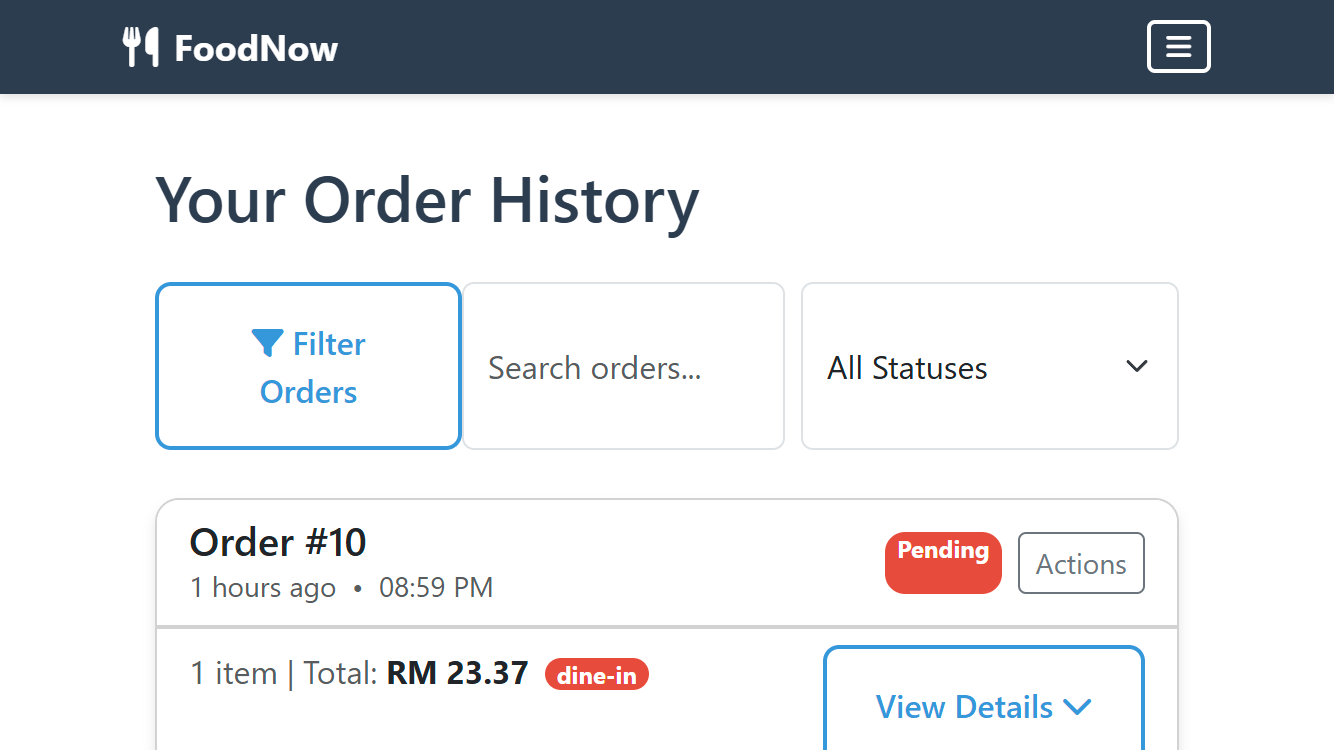 FoodNow
Your Order History
Filter
Orders
Search orders...
All Statuses
Order #10
Pending
Actions
1 hours ago • 08:59 PM
1 item | Total: RM 23.37 dine-in
View Details